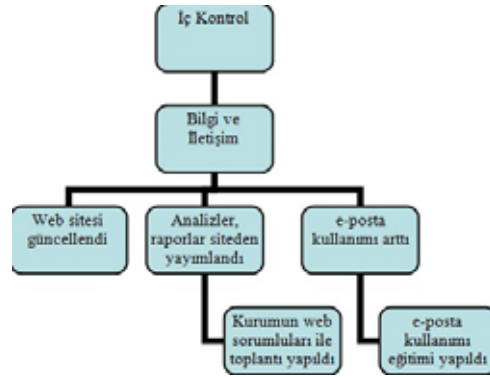 İç Kontrol
Bilgi ve
İletişim
Web sitesi
güncellendi
Analizler,
raporlar siteden
yayımlandı
e-posta
kullanımı arttı
Kurumun web
sorumluları ile
toplantı yapıldı
e-posta
kullanımı
eğitimi yapıldı